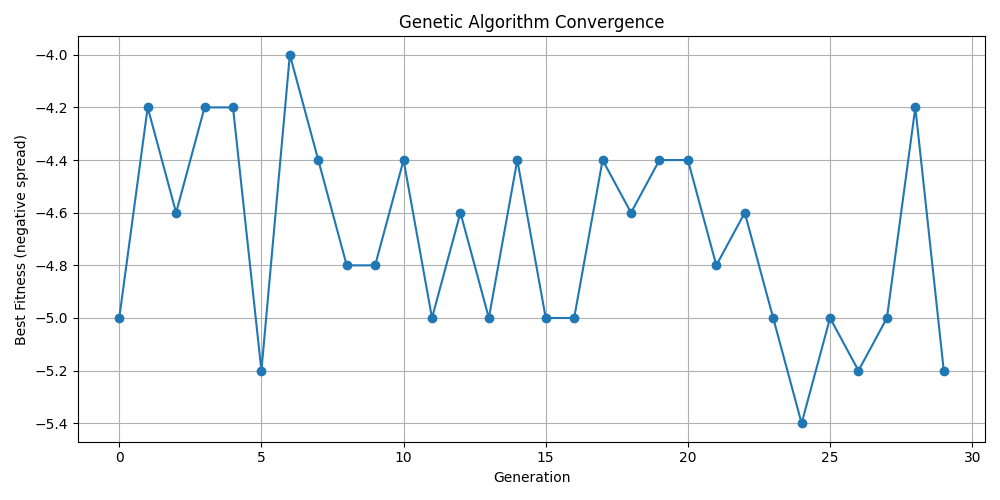 Genetic Algorithm Convergence
Best Fitness (negative spread)
−4.0
−4.2
−4.4
−4.6
−4.8
−5.0
−5.2
−5.4
0 5 10 15 20 25 30
Generation